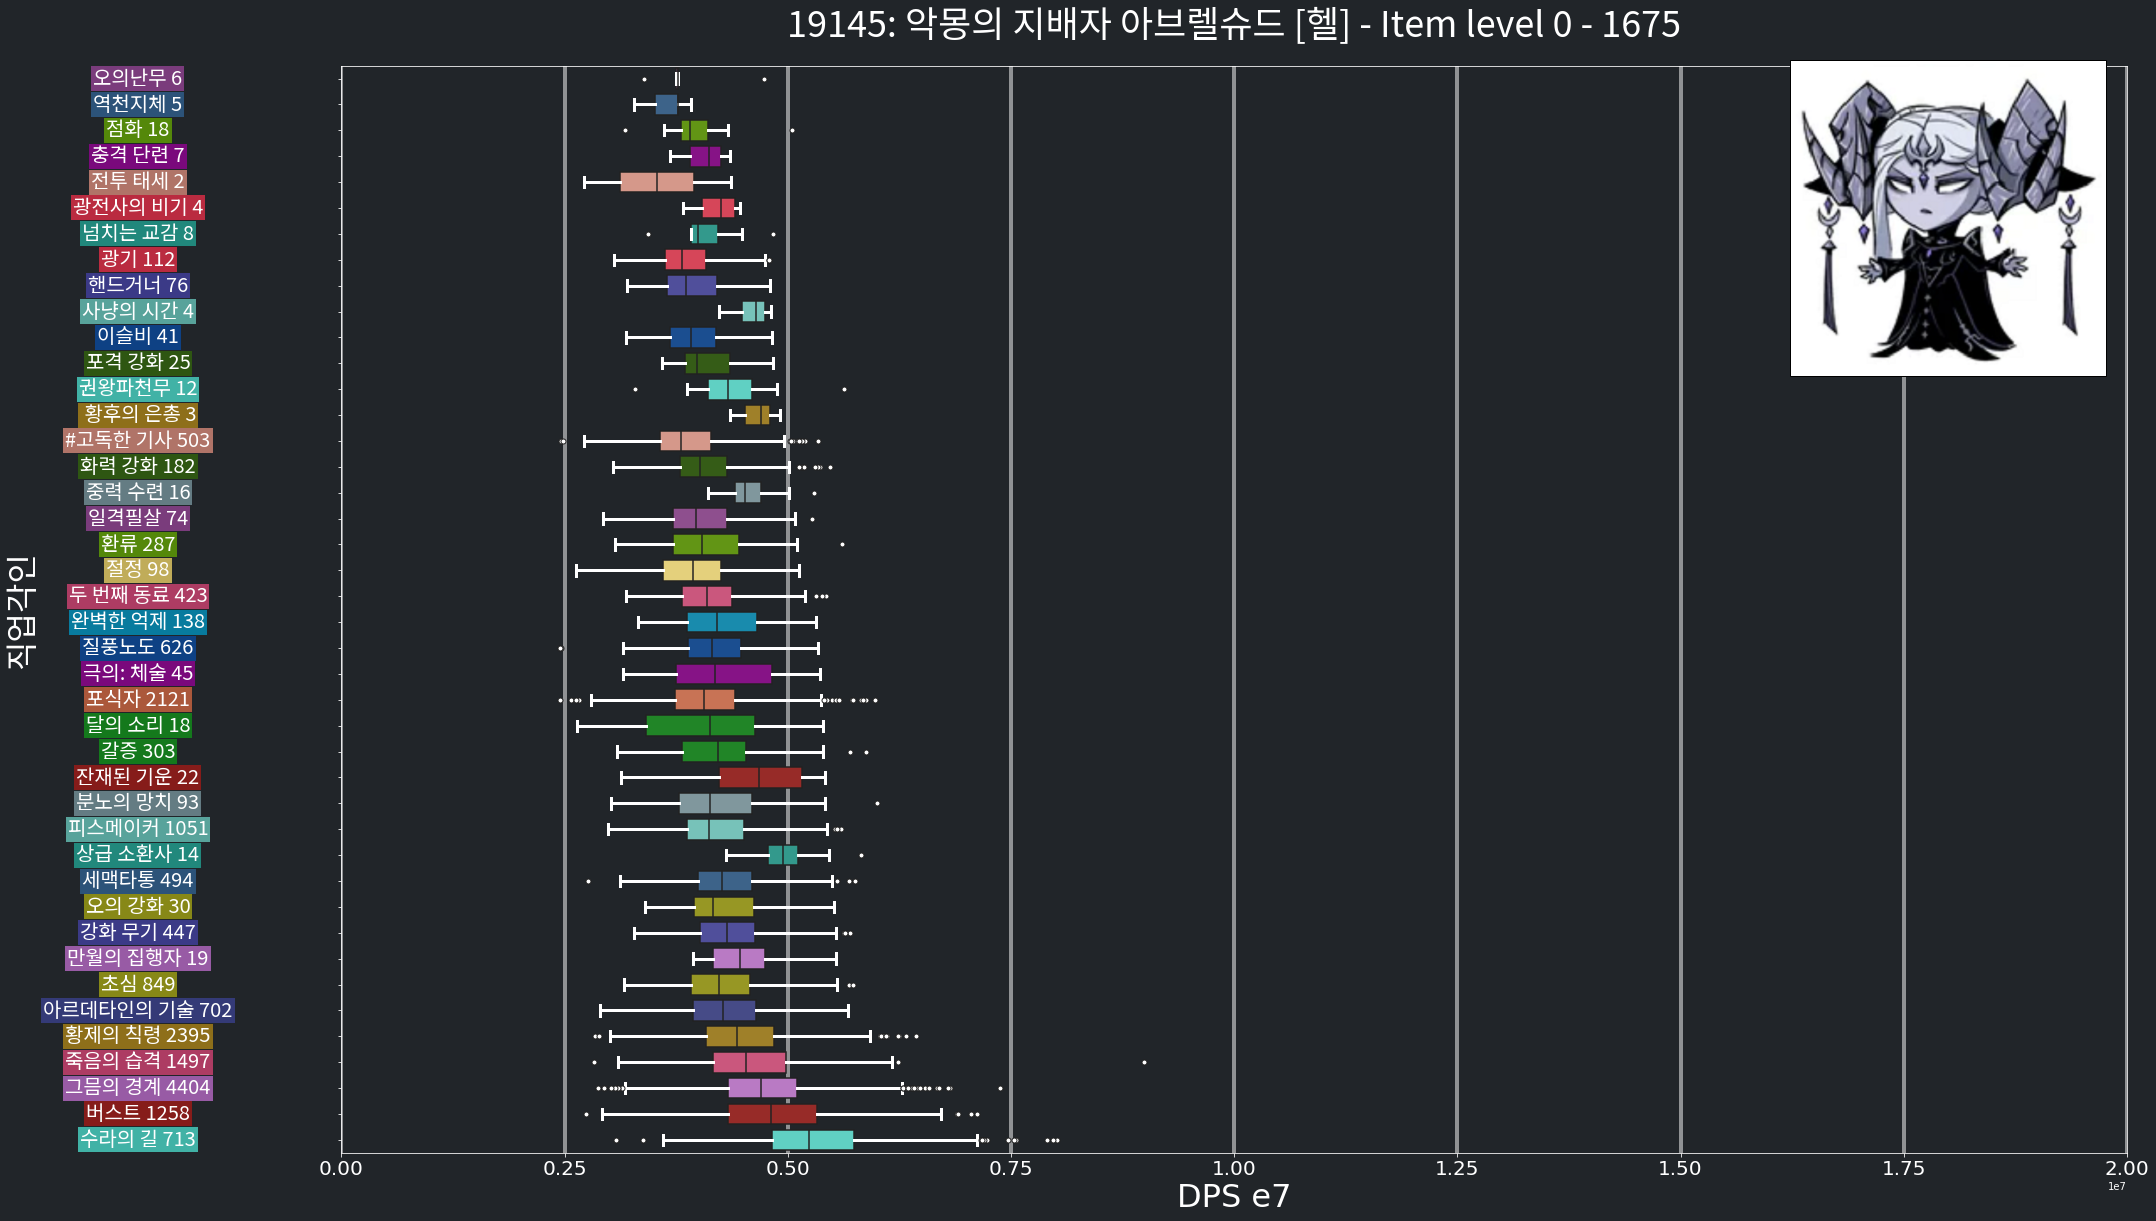 19145: 악몽의 지배자 아브렐슈드 [헬] - Item level 0 - 1675
오의난무 6
역천지체 5
점화 18
충격 단련 7
전투 태세 2
광전사의 비기 4
넘치는 교감 8
광기 112
핸드거너 76
사냥의 시간 4
이슬비 41
포격 강화 25
권왕파천무 12
황후의 은총 3
#고독한 기사 503
화력 강화 182
중력 수련 16
일격필살 74
환류 287
절정 98
두 번째 동료 423
완벽한 억제 138
질풍노도 626
극의: 체술 45
포식자 2121
달의 소리 18
갈증 303
잔재된 기운 22
분노의 망치 93
피스메이커 1051
상급 소환사 14
세맥타통 494
오의 강화 30
강화 무기 447
만월의 집행자 19
초심 849
아르데타인의 기술 702
황제의 칙령 2395
죽음의 습격 1497
그믐의 경계 4404
버스트 1258
수라의 길 713
직업각인
0.00 0.25 0.50 0.75 1.00 1.25 1.50 1.75 2.00
1e7
DPS e7